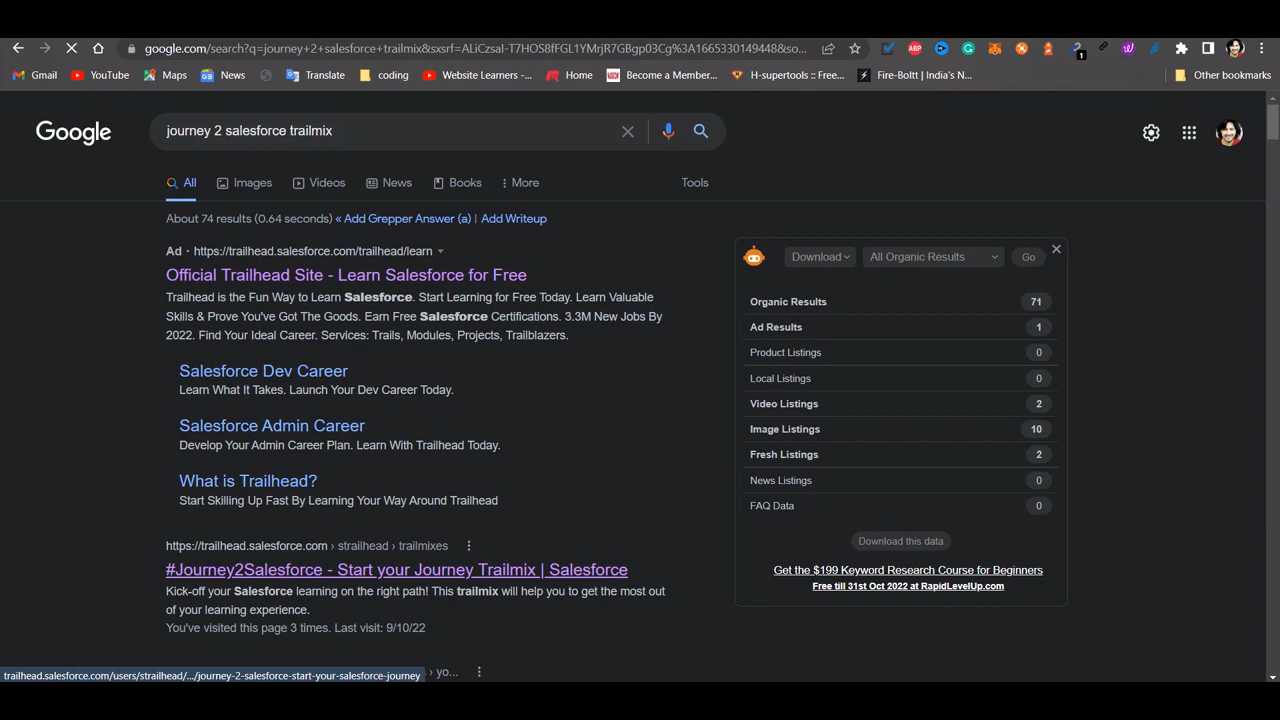 google.com/search?q=journey+2+salesforce+trailmix&sxsrf=ALiCzsaI-T7HOS8fFGL1YMrjR7GBgp03Cg%3A1665330149448&so...
1
Gmail YouTube Maps News Translate coding Website Learners -... Home Become a Member... H-supertools :: Free... Fire-Boltt | India's N... Other bookmarks
Google
journey 2 salesforce trailmix
All Images Videos News Books More Tools
About 74 results (0.64 seconds) « Add Grepper Answer (a) | Add Writeup
Ad · https://trailhead.salesforce.com/trailhead/learn
Official Trailhead Site - Learn Salesforce for Free
Trailhead is the Fun Way to Learn Salesforce. Start Learning for Free Today. Learn Valuable
Skills & Prove You've Got The Goods. Earn Free Salesforce Certifications. 3.3M New Jobs By
2022. Find Your Ideal Career. Services: Trails, Modules, Projects, Trailblazers.
Salesforce Dev Career
Learn What It Takes. Launch Your Dev Career Today.
Salesforce Admin Career
Develop Your Admin Career Plan. Learn With Trailhead Today.
What is Trailhead?
Start Skilling Up Fast By Learning Your Way Around Trailhead
https://trailhead.salesforce.com › strailhead › trailmixes
#Journey2Salesforce - Start your Journey Trailmix | Salesforce
Kick-off your Salesforce learning on the right path! This trailmix will help you to get the most out
of your learning experience.
You've visited this page 3 times. Last visit: 9/10/22
› yo...
trailhead.salesforce.com/users/strailhead/.../journey-2-salesforce-start-your-salesforce-journey
Download All Organic Results Go
Organic Results 71
Ad Results 1
Product Listings 0
Local Listings 0
Video Listings 2
Image Listings 10
Fresh Listings 2
News Listings 0
FAQ Data 0
Download this data
Get the $199 Keyword Research Course for Beginners
Free till 31st Oct 2022 at RapidLevelUp.com